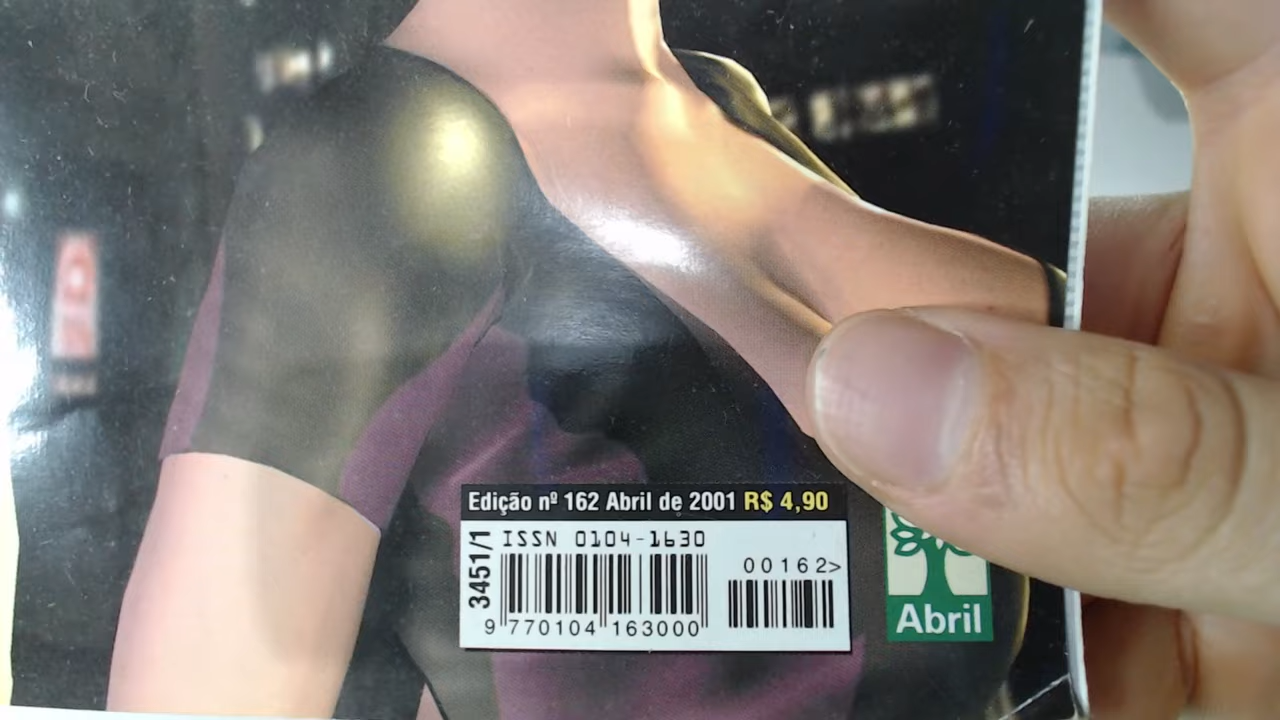 Edição nº 162 Abril de 2001 R$ 4,90
3451/1
ISSN 0104-1630
00162>
9 770104 163000
Abril